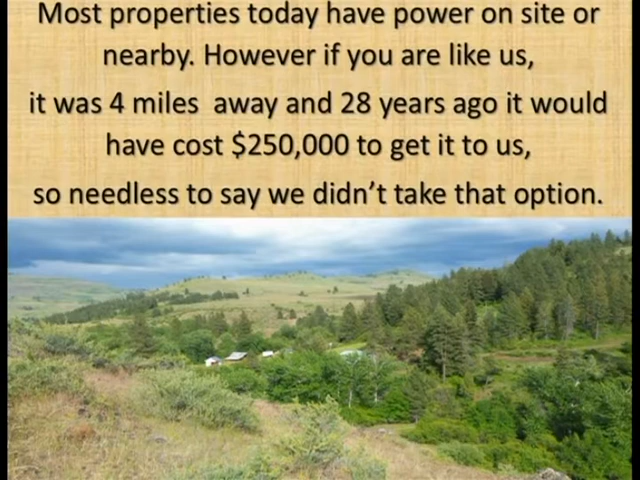 Most properties today have power on site or
nearby. However if you are like us,
it was 4 miles  away and 28 years ago it would
have cost $250,000 to get it to us,
so needless to say we didn’t take that option.